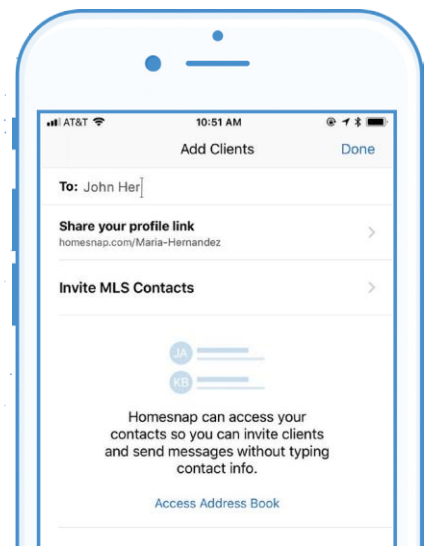 AT&T 10:51 AM
Add Clients Done
To: John Her
Share your profile link
homesnap.com/Maria-Hernandez
Invite MLS Contacts
JA
KB
Homesnap can access your
contacts so you can invite clients
and send messages without typing
contact info.
Access Address Book